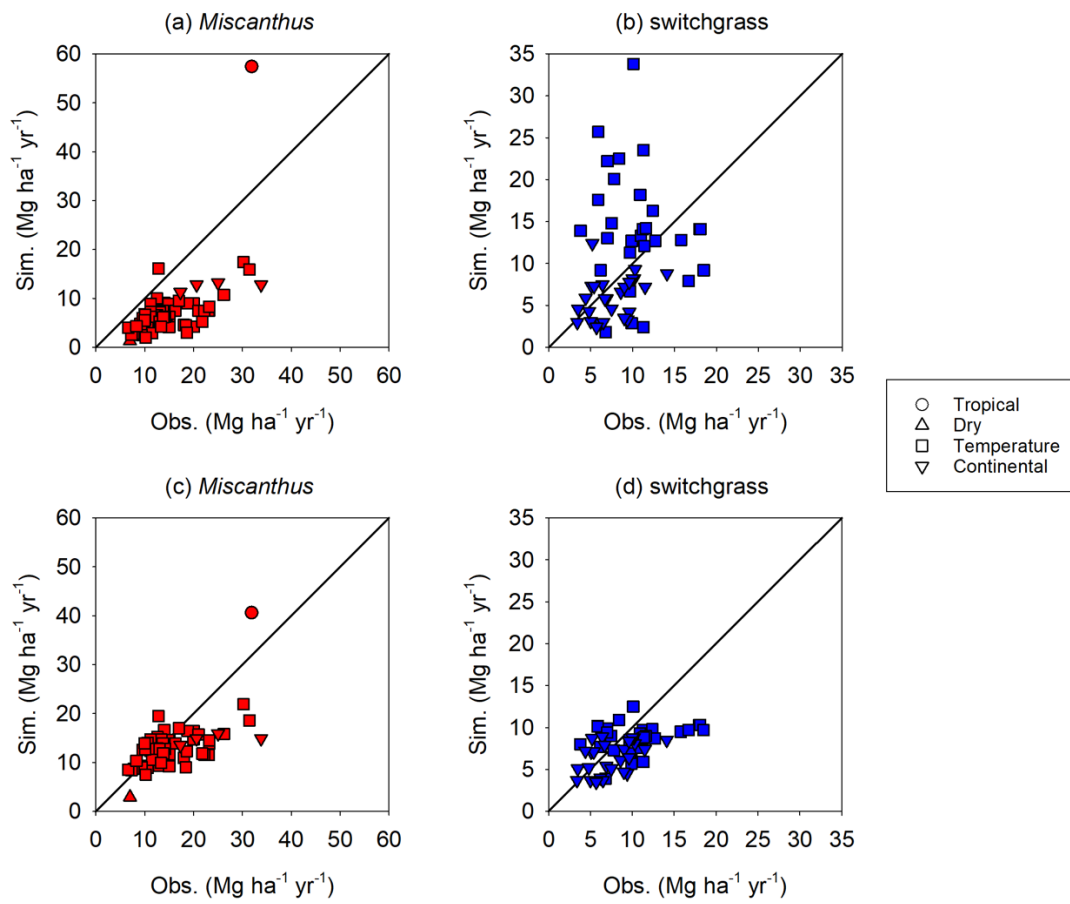 (a) Miscanthus
(b) switchgrass
60
50
40
30
20
10
0
Sim. (Mg ha⁻¹ yr⁻¹)
0 10 20 30 40 50 60
Obs. (Mg ha⁻¹ yr⁻¹)
35
30
25
20
15
10
5
0
Sim. (Mg ha⁻¹ yr⁻¹)
0 5 10 15 20 25 30 35
Obs. (Mg ha⁻¹ yr⁻¹)
Tropical
Dry
Temperature
Continental
(c) Miscanthus
(d) switchgrass
60
50
40
30
20
10
0
Sim. (Mg ha⁻¹ yr⁻¹)
0 10 20 30 40 50 60
Obs. (Mg ha⁻¹ yr⁻¹)
35
30
25
20
15
10
5
0
Sim. (Mg ha⁻¹ yr⁻¹)
0 5 10 15 20 25 30 35
Obs. (Mg ha⁻¹ yr⁻¹)